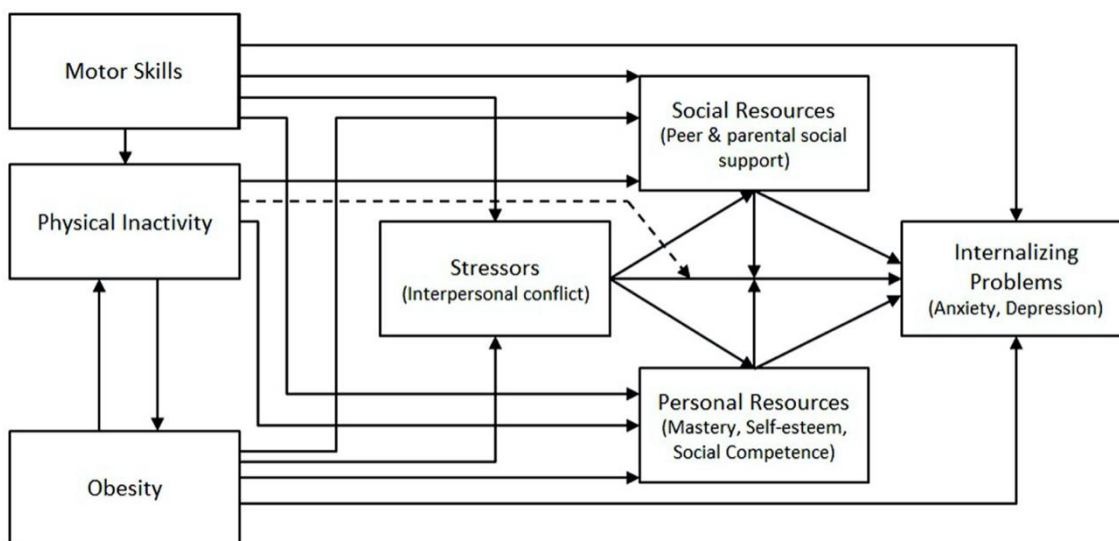 Motor Skills
Social Resources
(Peer & parental social
support)
Physical Inactivity
Stressors
(Interpersonal conflict)
Internalizing
Problems
(Anxiety, Depression)
Personal Resources
(Mastery, Self-esteem,
Social Competence)
Obesity